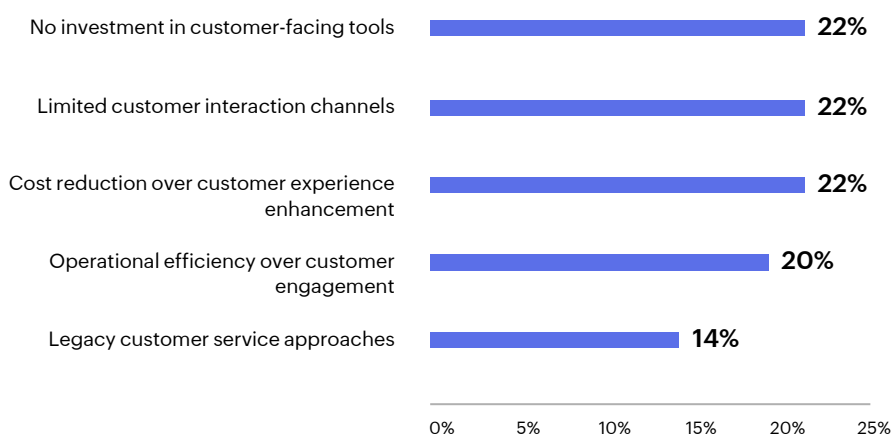 No investment in customer-facing tools 22%
Limited customer interaction channels 22%
Cost reduction over customer experience
enhancement
22%
Operational efficiency over customer
engagement
20%
Legacy customer service approaches 14%
0% 5% 10% 15% 20% 25%